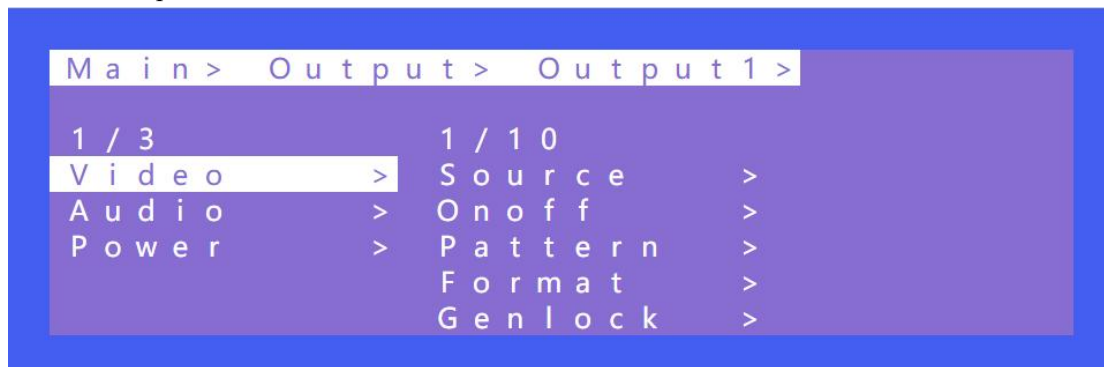 Main> Output> Output1>
1/3 1/10
Video > Source >
Audio > Onoff >
Power > Pattern >
Format >
Genlock >